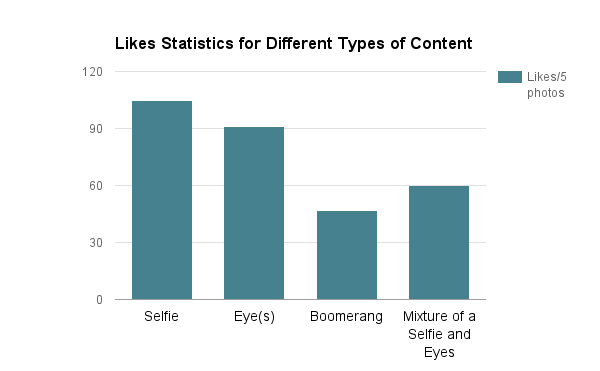 Likes Statistics for Different Types of Content
120
90
60
30
0
Likes/5
photos
Selfie
Eye(s)
Boomerang
Mixture of a
Selfie and
Eyes